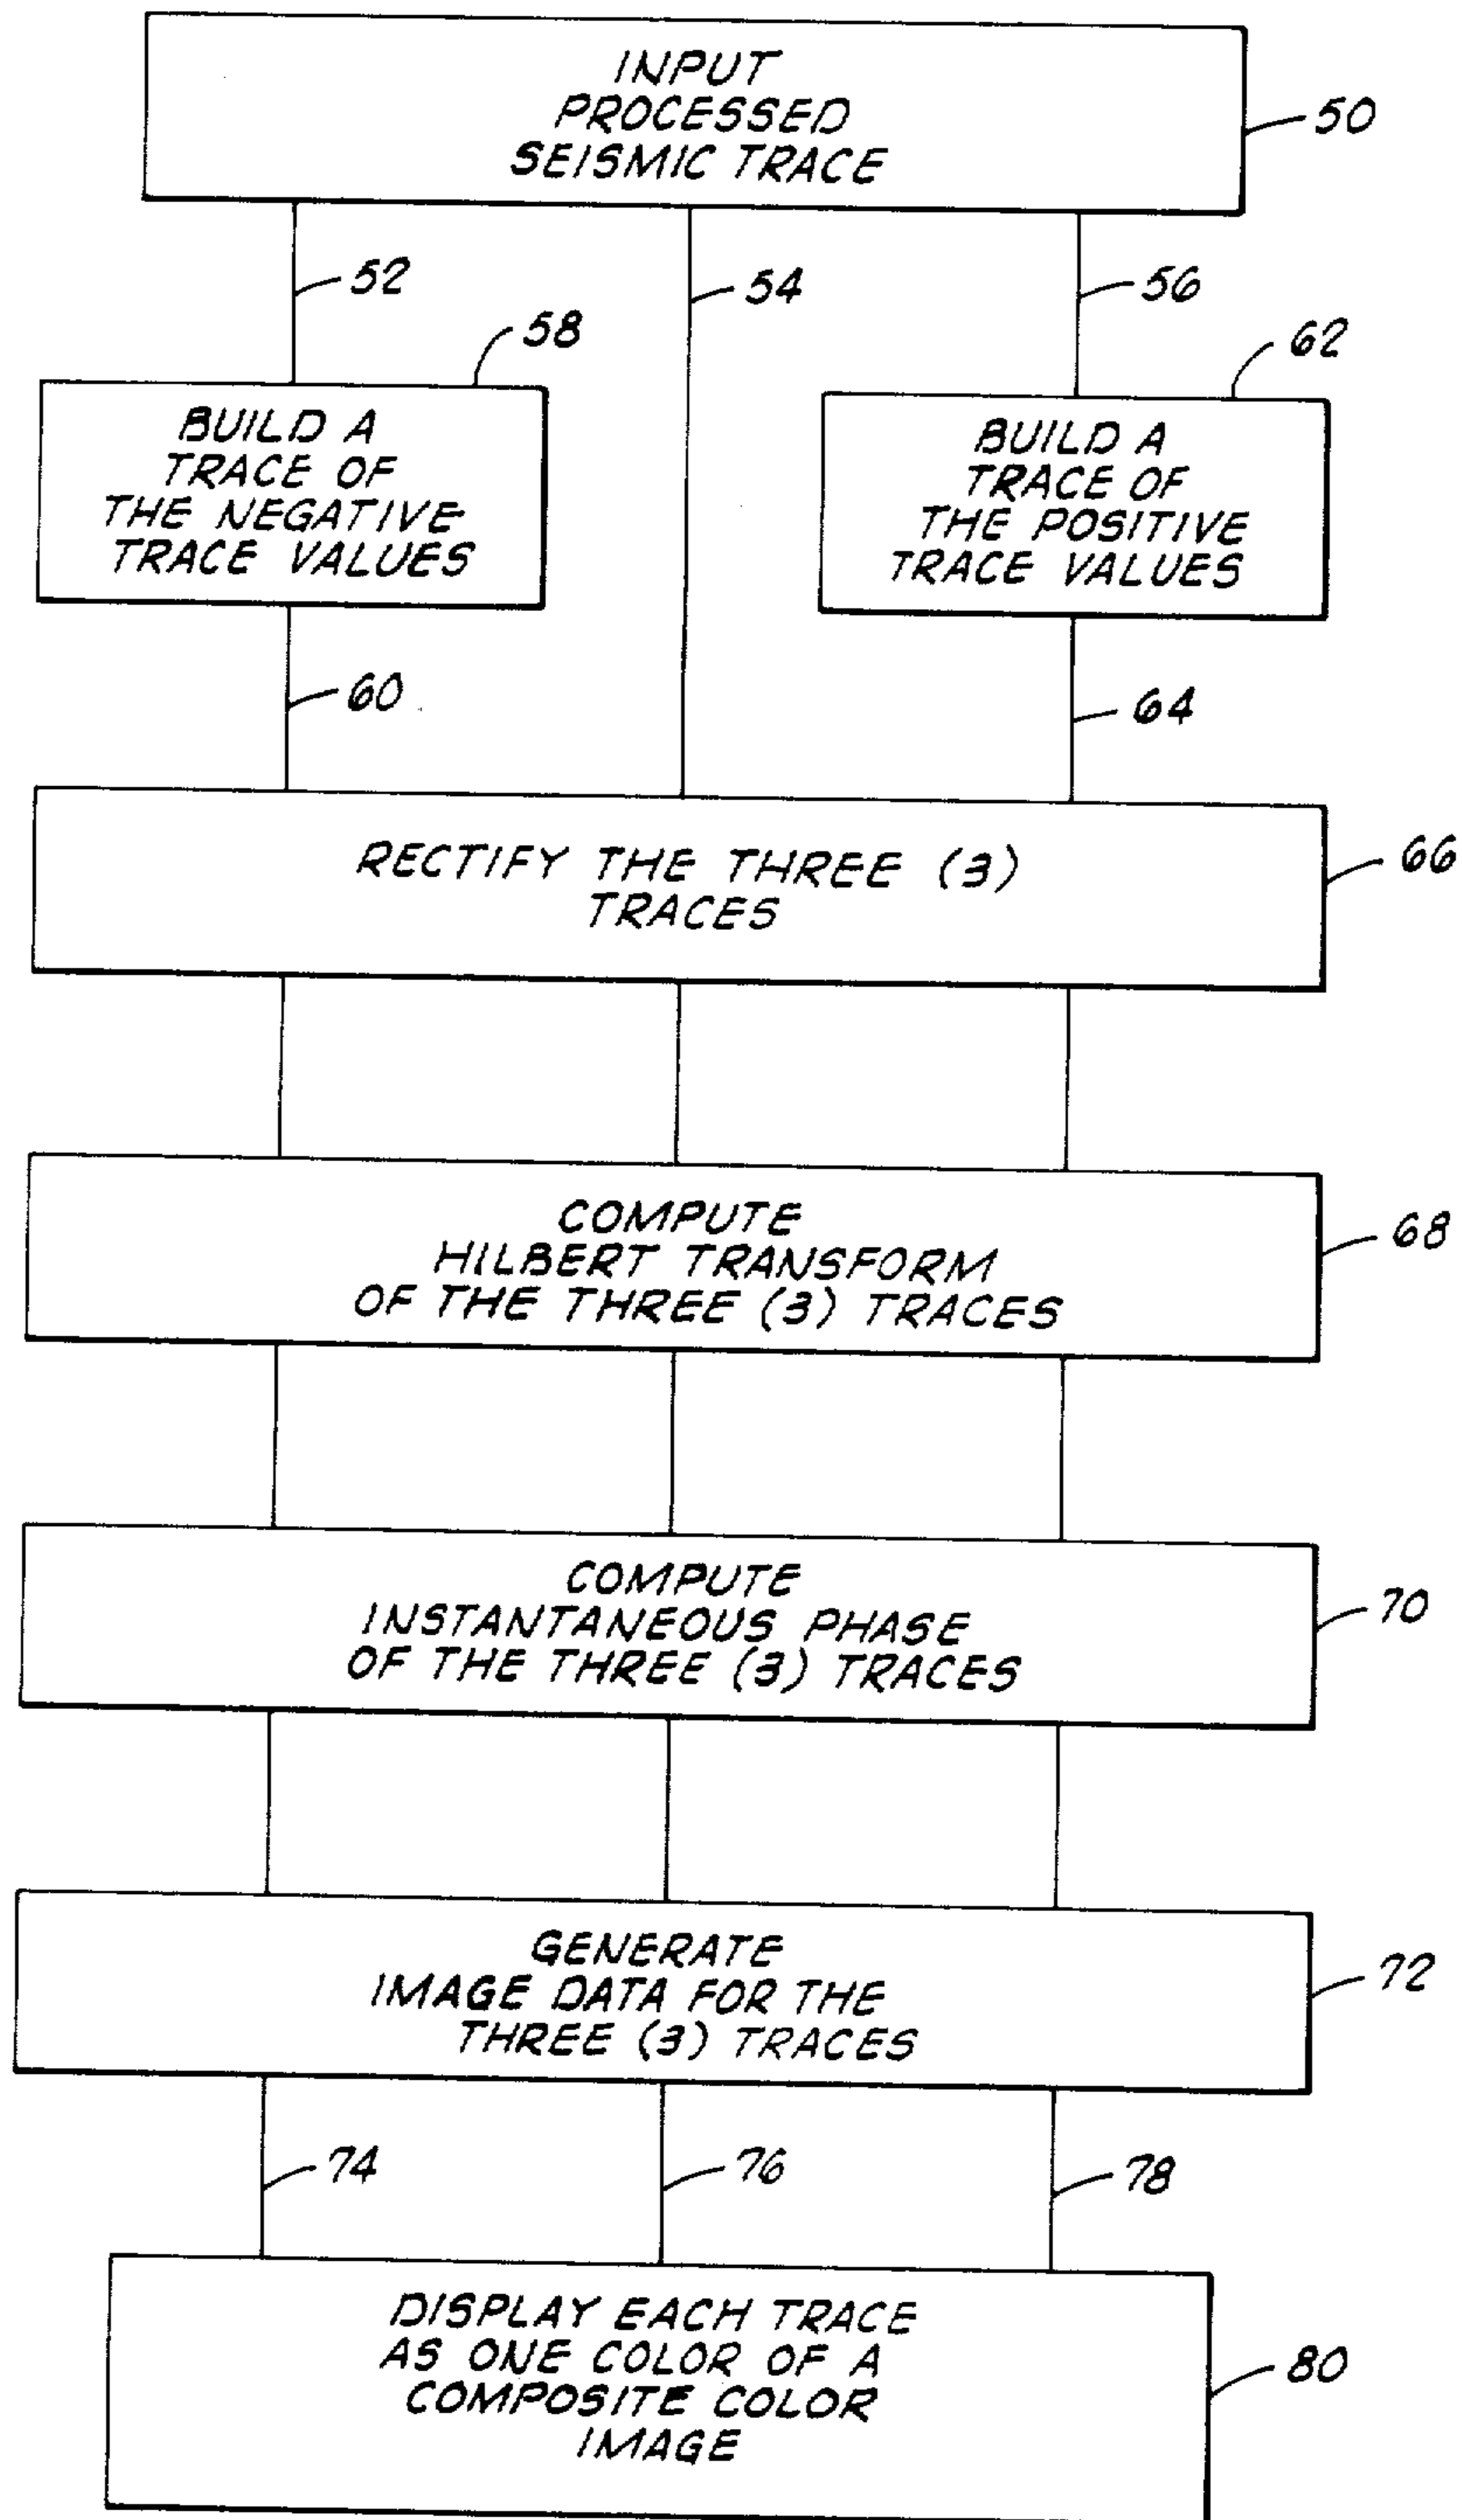 INPUT
PROCESSED
SEISMIC TRACE
50
52
54
56
58
62
BUILD A
TRACE OF
THE NEGATIVE
TRACE VALUES
BUILD A
TRACE OF
THE POSITIVE
TRACE VALUES
60
64
RECTIFY THE THREE (3)
TRACES
66
COMPUTE
HILBERT TRANSFORM
OF THE THREE (3) TRACES
68
COMPUTE
INSTANTANEOUS PHASE
OF THE THREE (3) TRACES
70
GENERATE
IMAGE DATA FOR THE
THREE (3) TRACES
72
74
76
78
DISPLAY EACH TRACE
AS ONE COLOR OF A
COMPOSITE COLOR
IMAGE
80